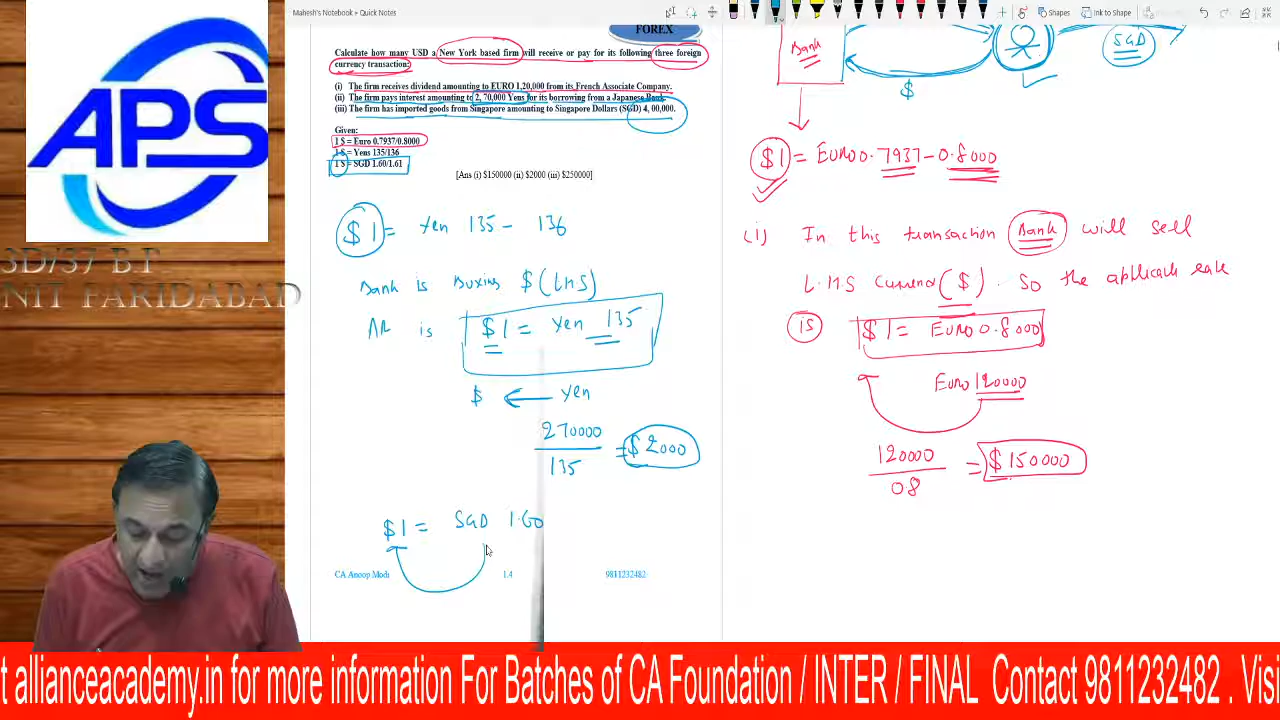 Mahesh's Notebook + Quick Notes
Shapes
Ink to Shape
APS
3D/37 B.P
NIT FARIDABAD
FOREX
Calculate how many USD a New York based firm will receive or pay for its following three foreign
currency transaction:
(i) The firm receives dividend amounting to EURO 1,20,000 from its French Associate Company.
(ii) The firm pays interest amounting to 2, 70,000 Yens for its borrowing from a Japanese Bank.
(iii) The firm has imported goods from Singapore amounting to Singapore Dollars (SGD) 4, 00,000.
Given:
1 $ = Euro 0.7937/0.8000
1 $ = Yens 135/136
1 $ = SGD 1.60/1.61
[Ans (i) $150000 (ii) $2000 (iii) $250000]
$1 = Yen 135 - 136
Bank is Buxing $ (LHS)
AR is $1 = Yen 135
$ ← Yen
270000
135
= $2000
$1 = SGD 1.60
CA Anoop Modi 1.4 9811232482
Bank
$
SGD
$1 = EURO 0.7937 - 0.8000
(i) In this transaction Bank will sell
L.H.S currency ($). So the rate
is $1 = EURO 0.8000
Euro 120000
120000
08
= $150000
t allianceacademy.in for more information For Batches of CA Foundation / INTER / FINAL Contact 9811232482 . Visi